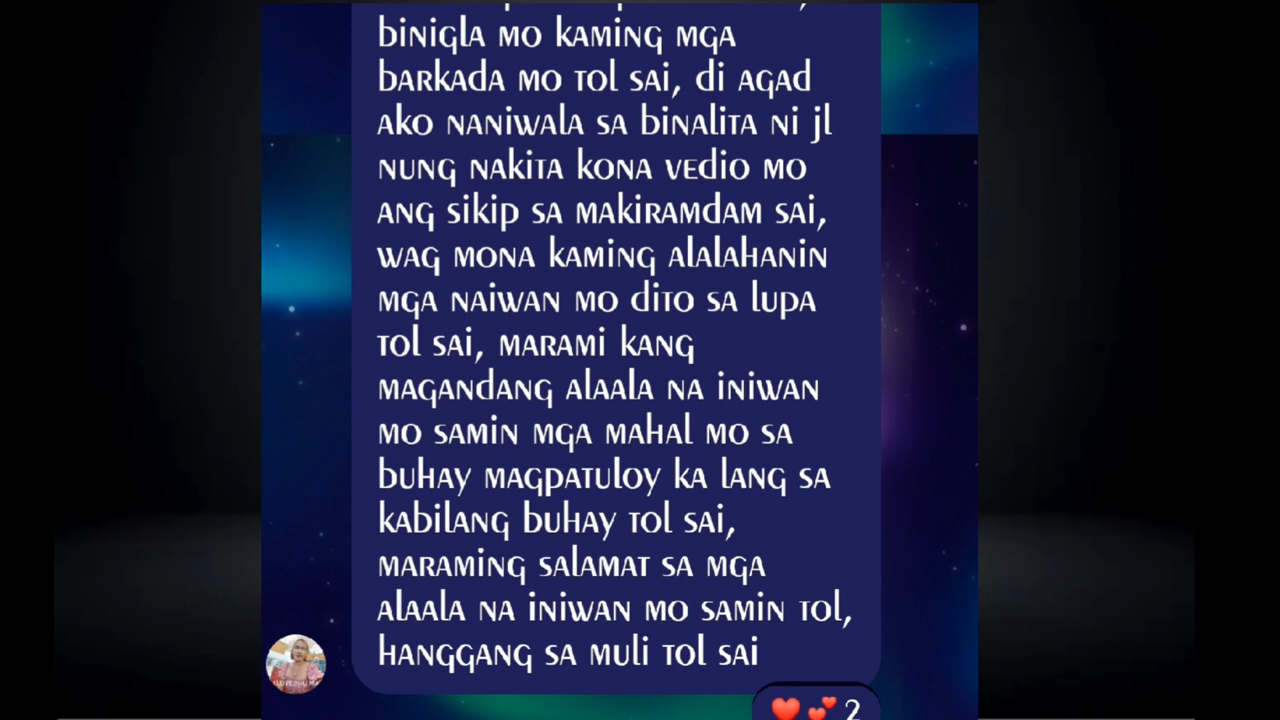 binigla mo kaming mga
barkada mo tol sai, di agad
ako naniwala sa binalita ni jl
nung nakita kona vedio mo
ang sikip sa makiramdam sai,
wag mona kaming alalahanin
mga naiwan mo dito sa lupa
tol sai, marami kang
magandang alaala na iniwan
mo samin mga mahal mo sa
buhay magpatuloy ka lang sa
kabilang buhay tol sai,
maraming salamat sa mga
alaala na iniwan mo samin tol,
hanggang sa muli tol sai
2